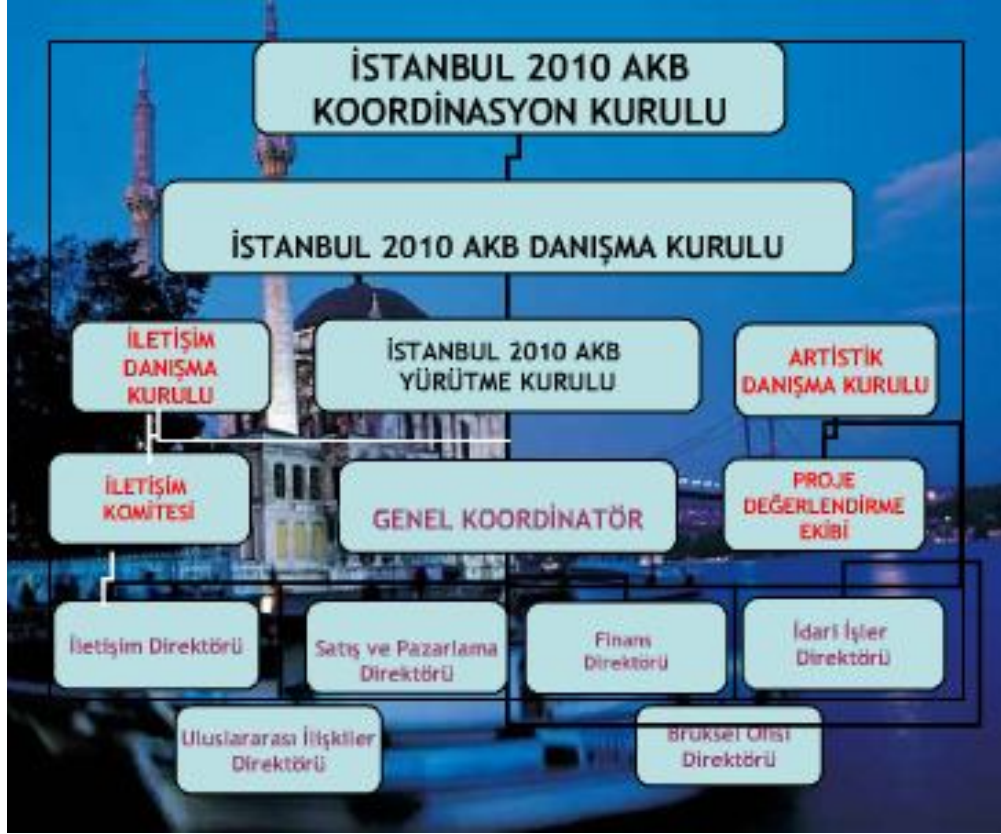 İSTANBUL 2010 AKB
KOORDİNASYON KURULU
İSTANBUL 2010 AKB DANIŞMA KURULU
İLETİŞİM
DANIŞMA
KURULU
İSTANBUL 2010 AKB
YÜRÜTME KURULU
ARTİSTİK
DANIŞMA KURULU
İLETİŞİM
KOMİTESİ
GENEL KOORDİNATÖR
PROJE
DEĞERLENDİRME
EKİBİ
İletişim Direktörü
Satış ve Pazarlama
Direktörü
Finans
Direktörü
İdari İşler
Direktörü
Uluslararası İlişkiler
Direktörü
Brüksel Ofisi
Direktörü